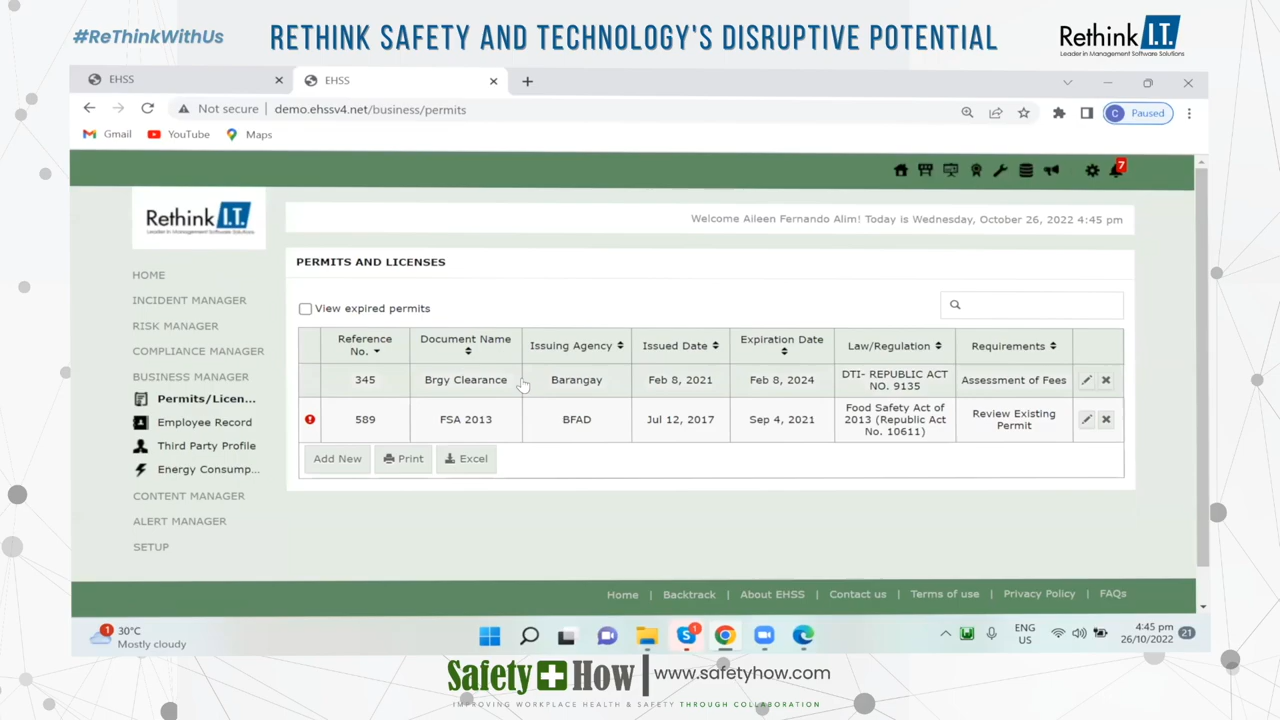 #ReThinkWithUs
RETHINK SAFETY AND TECHNOLOGY'S DISRUPTIVE POTENTIAL
Rethink I.T.
Leader in Management Software Solutions
EHSS
EHSS
Not secure
demo.ehssv4.net/business/permits
C Paused
Gmail
YouTube
Maps
7
Rethink I.T.
Leader in Management Software Solutions
Welcome Aileen Fernando Alim! Today is Wednesday, October 26, 2022 4:45 pm
HOME
INCIDENT MANAGER
RISK MANAGER
COMPLIANCE MANAGER
BUSINESS MANAGER
Permits/Licen...
Employee Record
Third Party Profile
Energy Consump...
CONTENT MANAGER
ALERT MANAGER
SETUP
PERMITS AND LICENSES
View expired permits
Reference
No.
Document Name
Issuing Agency
Issued Date
Expiration Date
Law/Regulation
Requirements
345
Brgy Clearance
Barangay
Feb 8, 2021
Feb 8, 2024
DTI- REPUBLIC ACT
NO. 9135
Assessment of Fees
589
FSA 2013
BFAD
Jul 12, 2017
Sep 4, 2021
Food Safety Act of
2013 (Republic Act
No. 10611)
Review Existing
Permit
Add New
Print
Excel
Home | Backtrack | About EHSS | Contact us | Terms of use | Privacy Policy | FAQs
1
30°C
Mostly cloudy
1
ENG
US
4:45 pm
26/10/2022
21
Safety How | www.safetyhow.com
IMPROVING WORKPLACE HEALTH & SAFETY THROUGH COLLABORATION